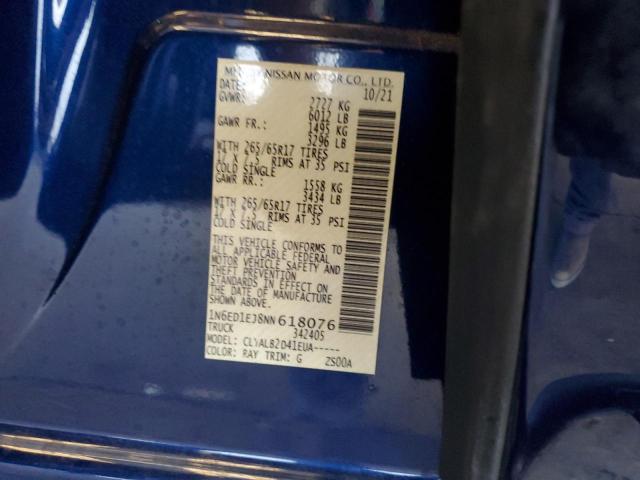 MFD BY NISSAN MOTOR CO., LTD.
DATE: 10/21
GVWR: 2727 KG
6012 LB
GAWR FR.: 1495 KG
3296 LB
WITH 265/65R17 TIRES
17 X 7.5 RIMS AT 35 PSI
COLD SINGLE
GAWR RR.: 1558 KG
3434 LB
WITH 265/65R17 TIRES
17 X 7.5 RIMS AT 35 PSI
COLD SINGLE
THIS VEHICLE CONFORMS TO
ALL APPLICABLE FEDERAL
MOTOR VEHICLE SAFETY AND
THEFT PREVENTION
STANDARDS IN EFFECT ON
THE DATE OF MANUFACTURE
SHOWN ABOVE.
1N6ED1EJ8NN618076
TRUCK 342405
MODEL: CLYALB2D41EUA-----
COLOR: RAY TRIM: G ZS00A